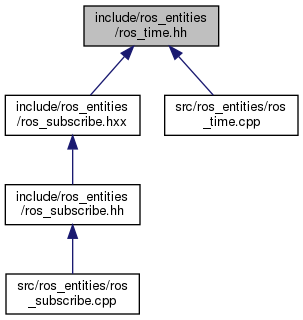 include/ros_entities
/ros_time.hh
include/ros_entities
/ros_subscribe.hxx
src/ros_entities/ros
_time.cpp
include/ros_entities
/ros_subscribe.hh
src/ros_entities/ros
_subscribe.cpp